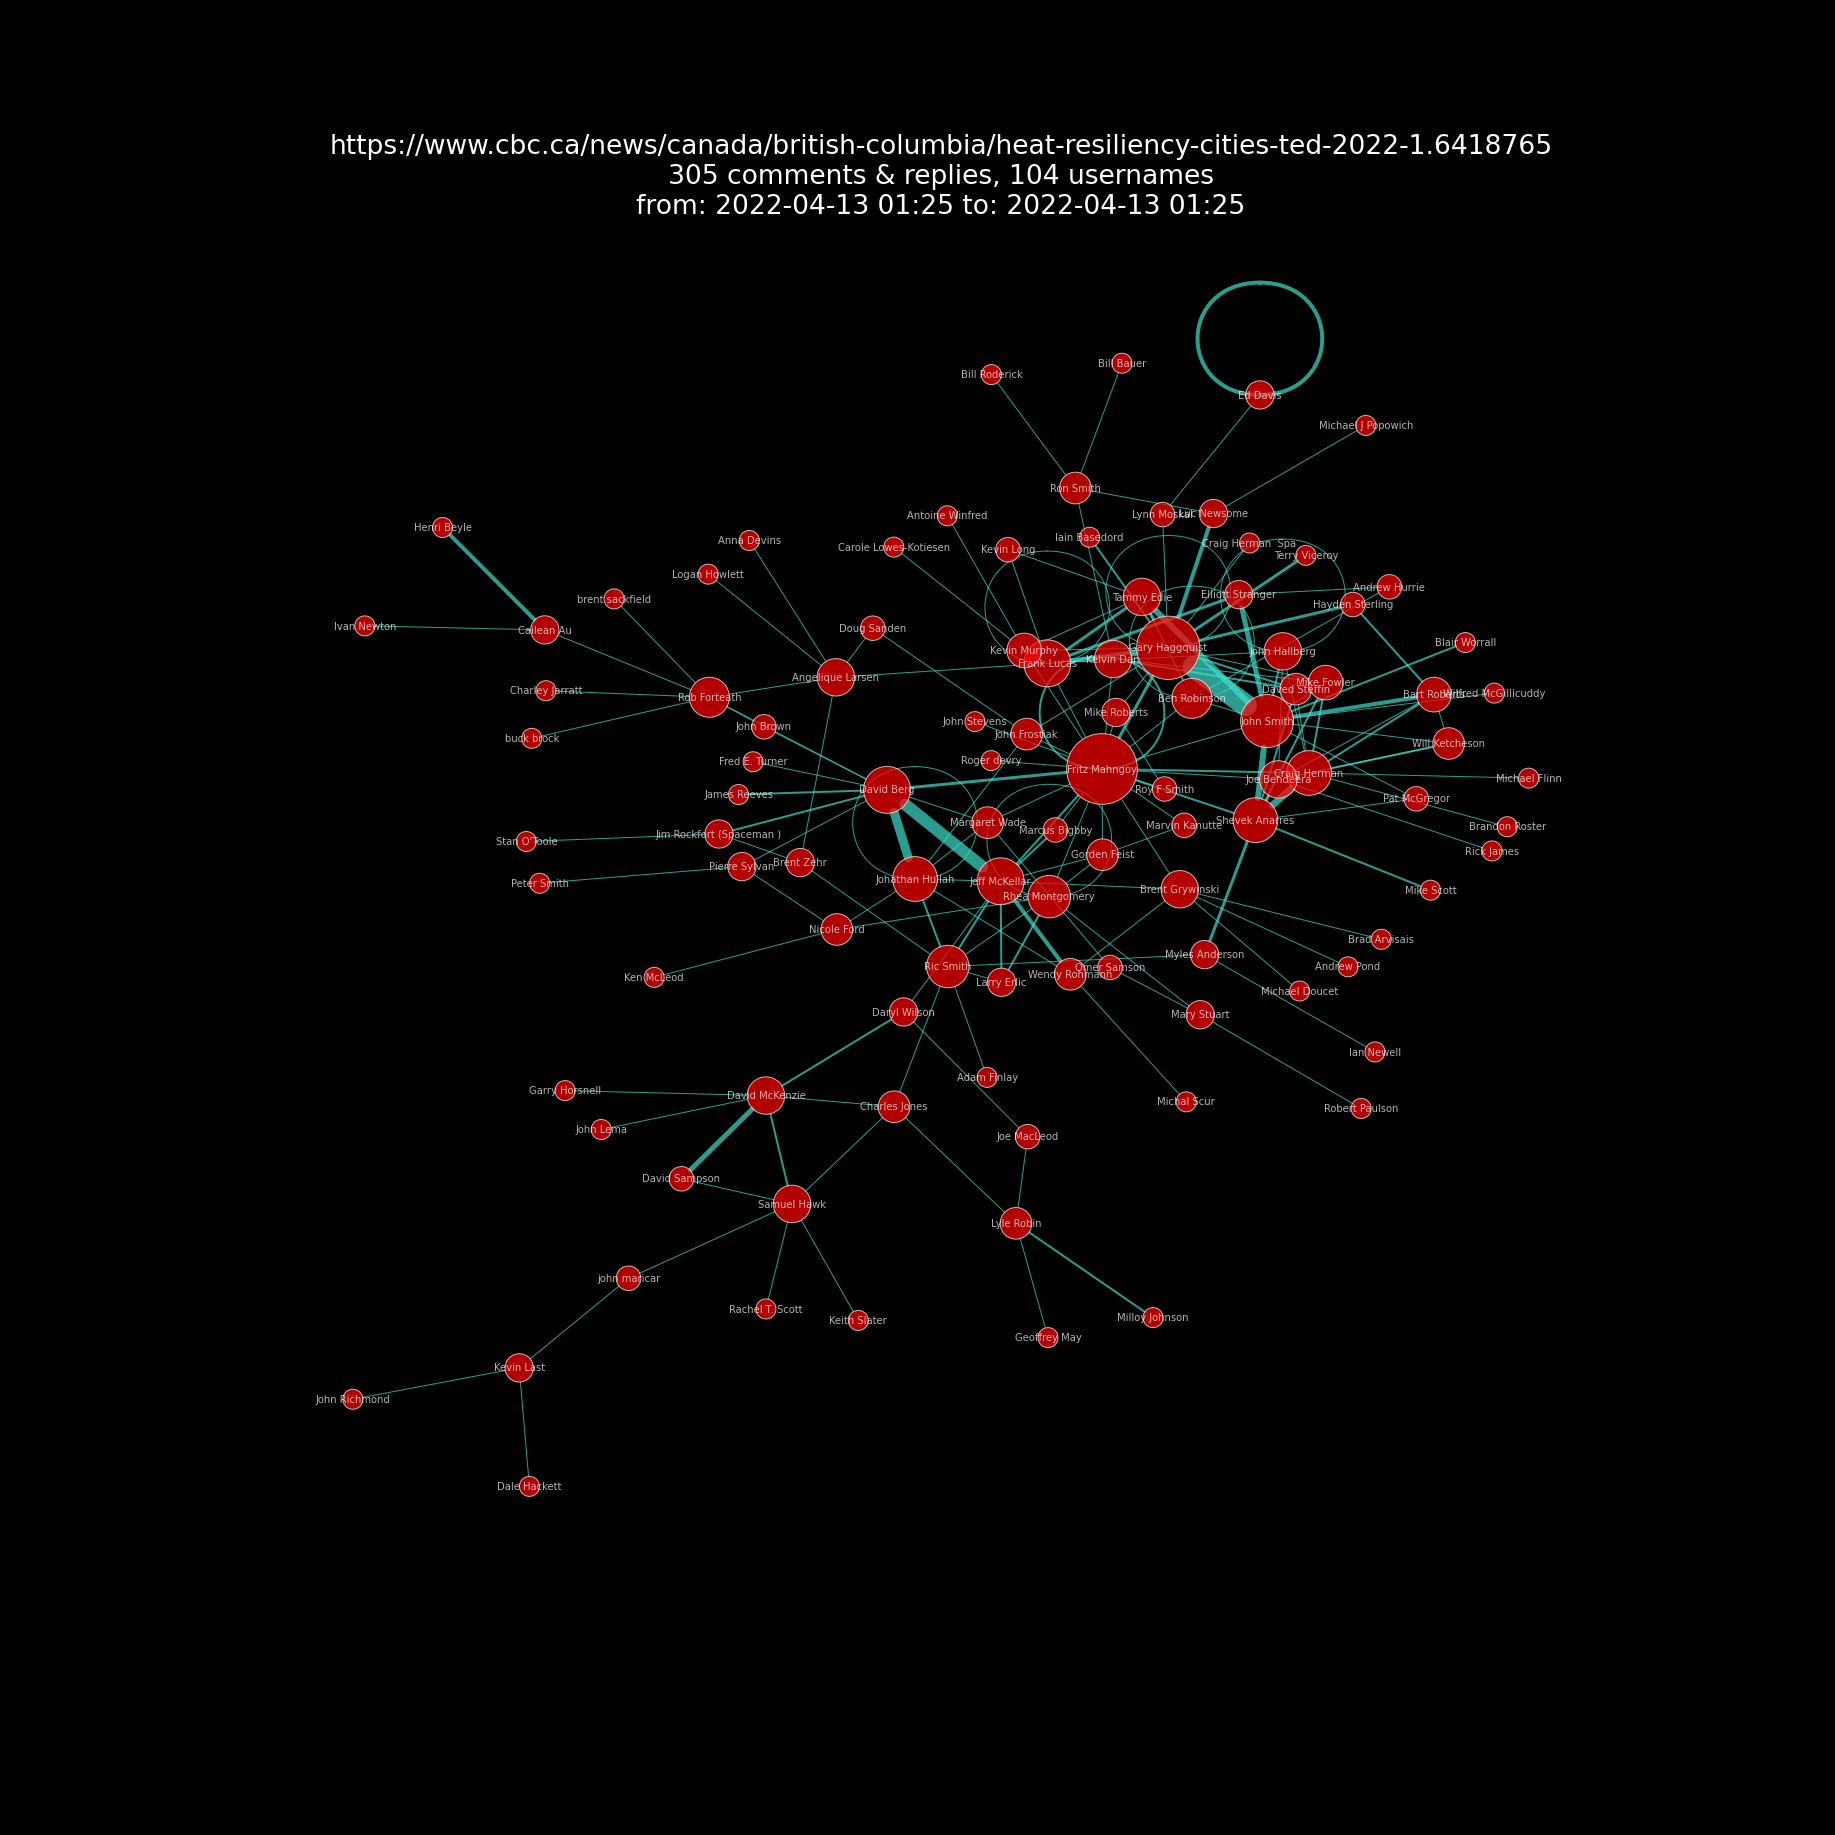 https://www.cbc.ca/news/canada/british-columbia/heat-resiliency-cities-ted-2022-1.6418765
305 comments & replies, 104 usernames
from: 2022-04-13 01:25 to: 2022-04-13 01:25
Bill Bauer
Bill Roderick
Ed Davis
Michael J Popowich
Ron Smith
Lynn Moskal
Luc Newsome
Antoine Winfred
Henri Beyle
Iain Basedord
Anna Devins
Craig Herman Spa
Carole Lowes-Kotiesen
Kevin Long
Terry Viceroy
Logan Howlett
Andrew Hurrie
Elliott Stranger
Tammy Edie
brent sackfield
Hayden Sterling
Ivan Newton
Doug Sanden
Cailean Au
Blair Worrall
Gary Haggquist
Kevin Murphy
John Hallberg
Kelvin Dan
Frank Lucas
Angelique Larsen
Mike Fowler
Daved Steffin
Charley Jarratt
Wilfred McGillicuddy
Bart Roberts
Rob Forteath
Ben Robinson
Mike Roberts
John Stevens
John Smith
John Brown
John Frostiak
buck brock
Will Ketcheson
Roger devry
Fred E. Turner
Fritz Mahngoy
Craig Herman
Michael Flinn
Joe Bendeera
David Berg
Roy F Smith
James Reeves
Pat McGregor
Shevek Anarres
Margaret Wade
Marvin Kanutte
Brandon Roster
Marcus Bigbby
Jim Rockfort (Spaceman )
Stan O'Toole
Rick James
Gorden Feist
Brent Zehr
Pierre Sylvan
Johathan Hullah
Jeff McKellar
Peter Smith
Brent Grywinski
Mike Scott
Rhea Montgomery
Nicole Ford
Brad Arvisais
Myles Anderson
Ric Smith
Omer Samson
Andrew Pond
Wendy Rohmann
Ken McLeod
Larry Erlic
Michael Doucet
Daryl Wilson
Mary Stuart
Ian Newell
Adam Finlay
Garry Horsnell
David McKenzie
Michal Scur
Charles Jones
Robert Paulson
John Lema
Joe MacLeod
David Sampson
Samuel Hawk
Lyle Robin
john maricar
Rachel T. Scott
Milloy Johnson
Keith Slater
Geoffrey May
Kevin Last
John Richmond
Dale Hackett